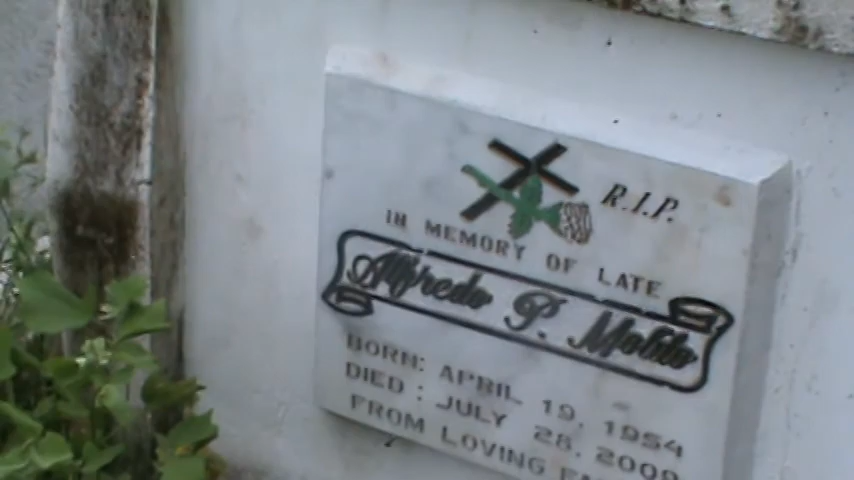 R.I.P.
IN MEMORY OF LATE
Alfredo P. Molito
BORN: APRIL 19, 1954
DIED : JULY 28, 2009
FROM LOVING